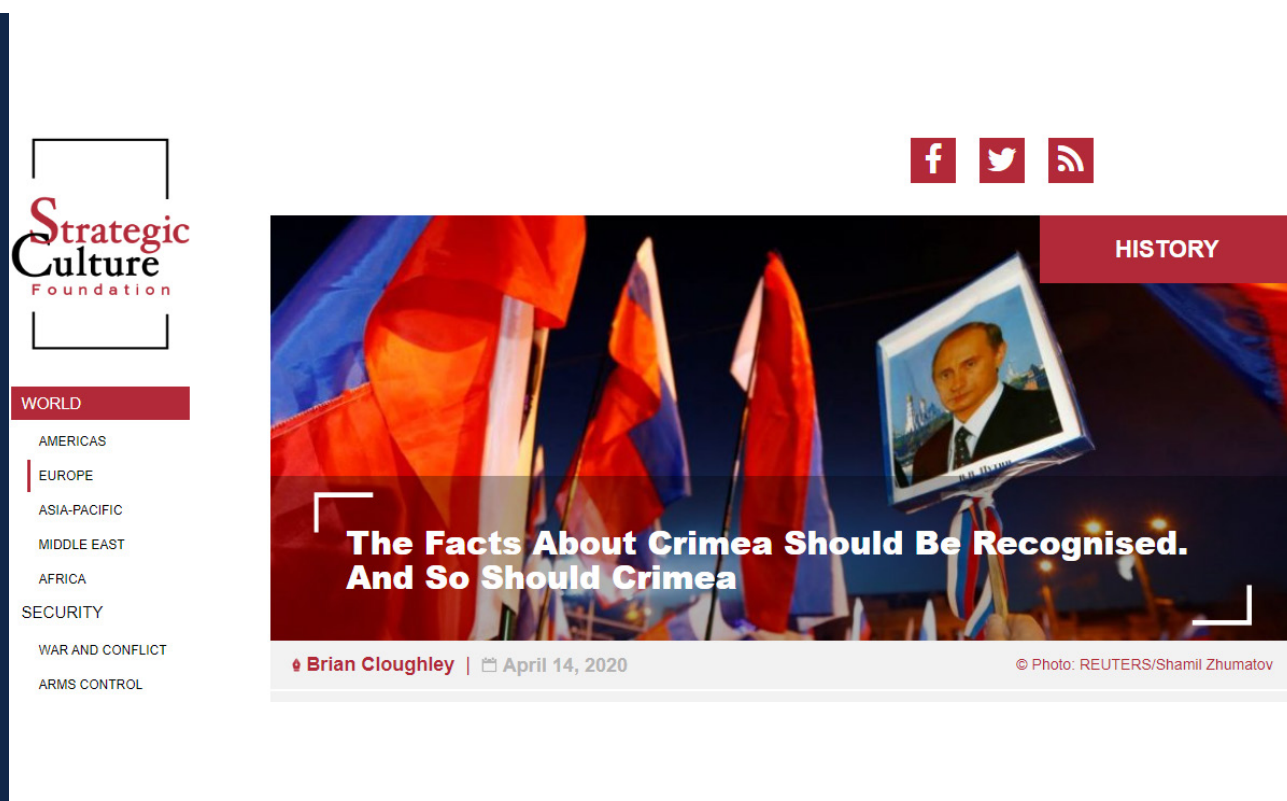 Strategic
Culture
Foundation
WORLD
AMERICAS
EUROPE
ASIA-PACIFIC
MIDDLE EAST
AFRICA
SECURITY
WAR AND CONFLICT
ARMS CONTROL
HISTORY
В.В. Путин
The Facts About Crimea Should Be Recognised.
And So Should Crimea
Brian Cloughley | April 14, 2020
© Photo: REUTERS/Shamil Zhumatov